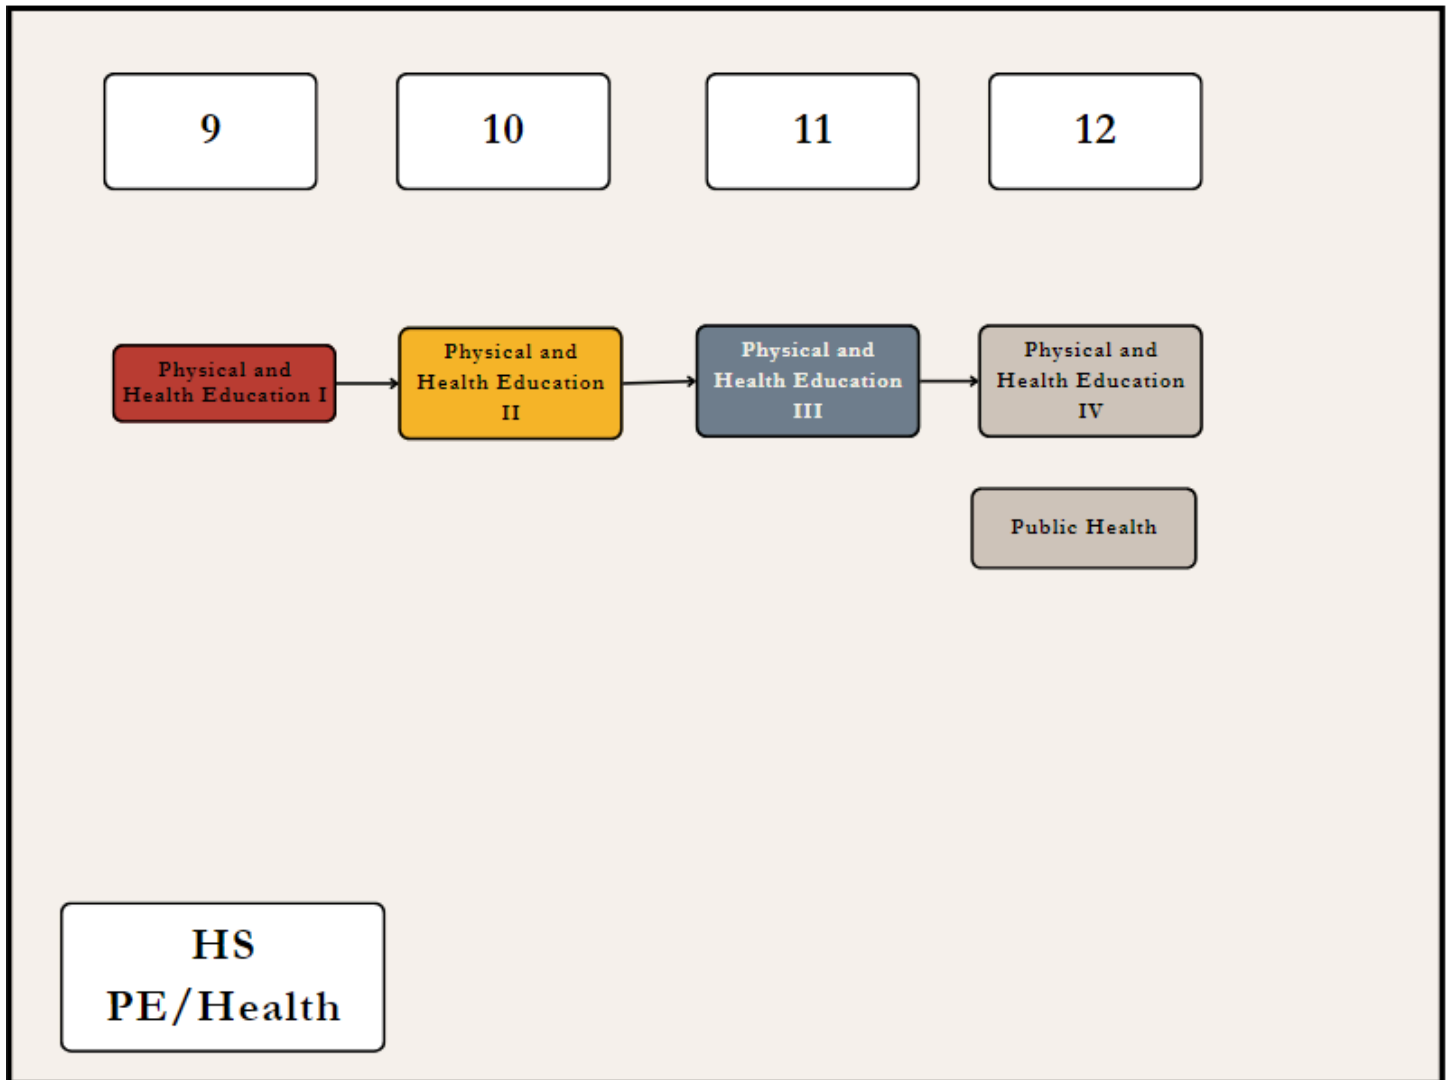 9
10
11
12
Physical and
Health Education I
Physical and
Health Education
II
Physical and
Health Education
III
Physical and
Health Education
IV
Public Health
HS
PE/Health